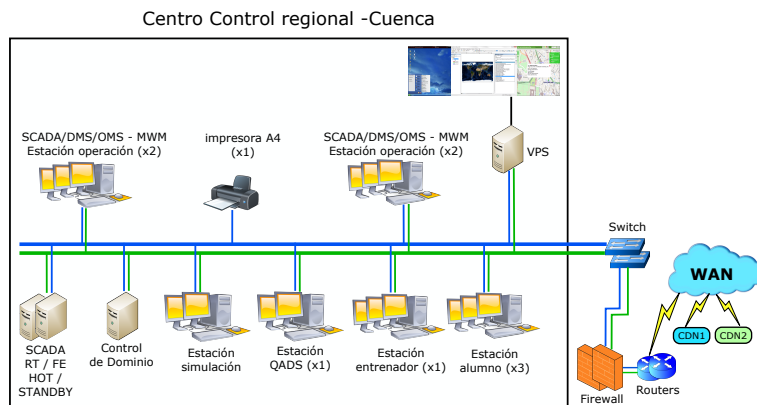 Centro Control regional -Cuenca
SCADA/DMS/OMS - MWM
Estación operación (x2)
impresora A4
(x1)
SCADA/DMS/OMS - MWM
Estación operación (x2)
VPS
Switch
WAN
CDN1
CDN2
SCADA
RT / FE
HOT /
STANDBY
Control
de Dominio
Estación
simulación
Estación
QADS (x1)
Estación
entrenador (x1)
Estación
alumno (x3)
Firewall
Routers